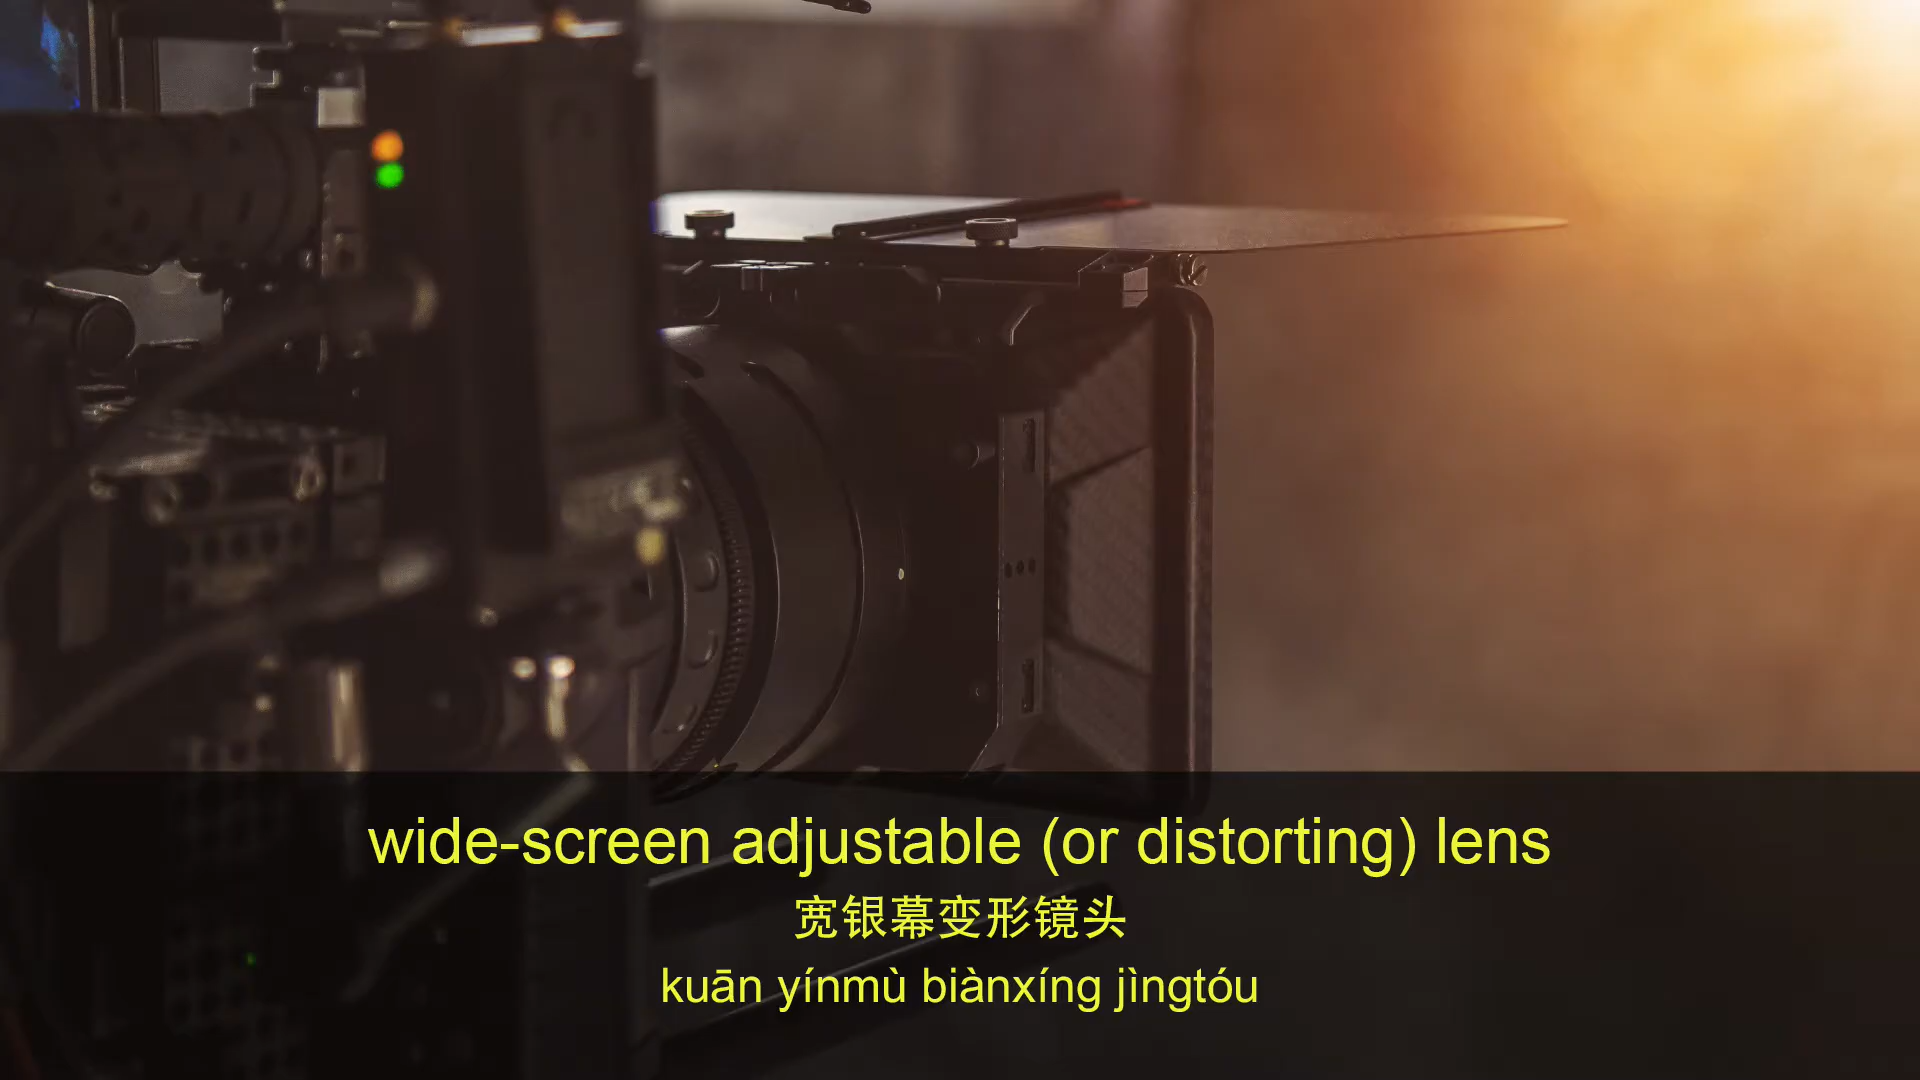 wide-screen adjustable (or distorting) lens
宽银幕变形镜头
kuān yínmù biànxíng jìngtóu